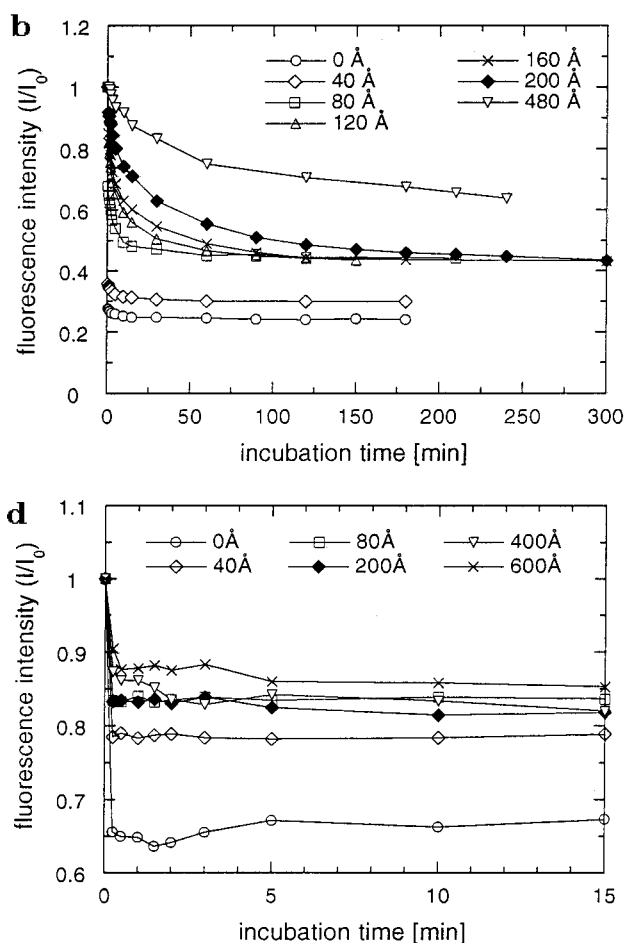 b
fluorescence intensity (I/I₀)
1.2
1
0.8
0.6
0.4
0.2
0
0 Å
40 Å
80 Å
120 Å
160 Å
200 Å
480 Å
0 50 100 150 200 250 300
incubation time [min]
d
fluorescence intensity (I/I₀)
1.1
1
0.9
0.8
0.7
0.6
0Å
40Å
80Å
200Å
400Å
600Å
0 5 10 15
incubation time [min]